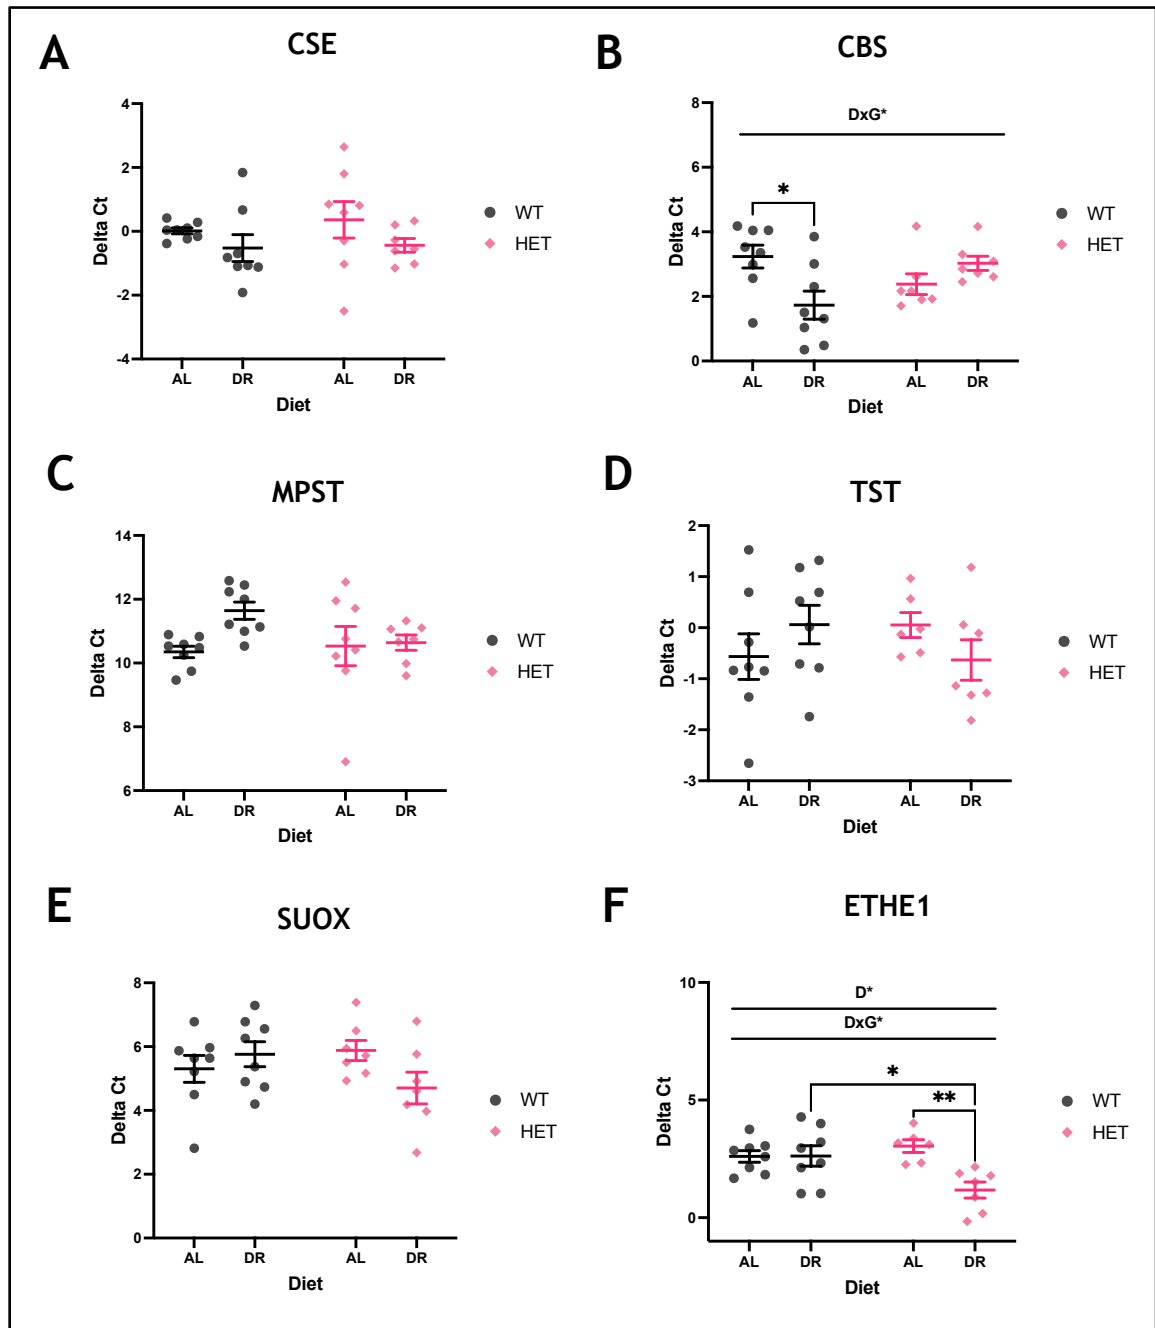 A
CSE
Delta Ct
4
2
0
-2
-4
AL
DR
AL
DR
Diet
WT
HET
B
CBS
Delta Ct
8
6
4
2
0
DxG*
*
AL
DR
AL
DR
Diet
WT
HET
C
MPST
Delta Ct
14
12
10
8
6
AL
DR
AL
DR
Diet
WT
HET
D
TST
Delta Ct
2
1
0
-1
-2
-3
AL
DR
AL
DR
Diet
WT
HET
E
SUOX
Delta Ct
8
6
4
2
0
AL
DR
AL
DR
Diet
WT
HET
F
ETHE1
Delta Ct
10
5
0
D*
DxG*
*
**
AL
DR
AL
DR
Diet
WT
HET